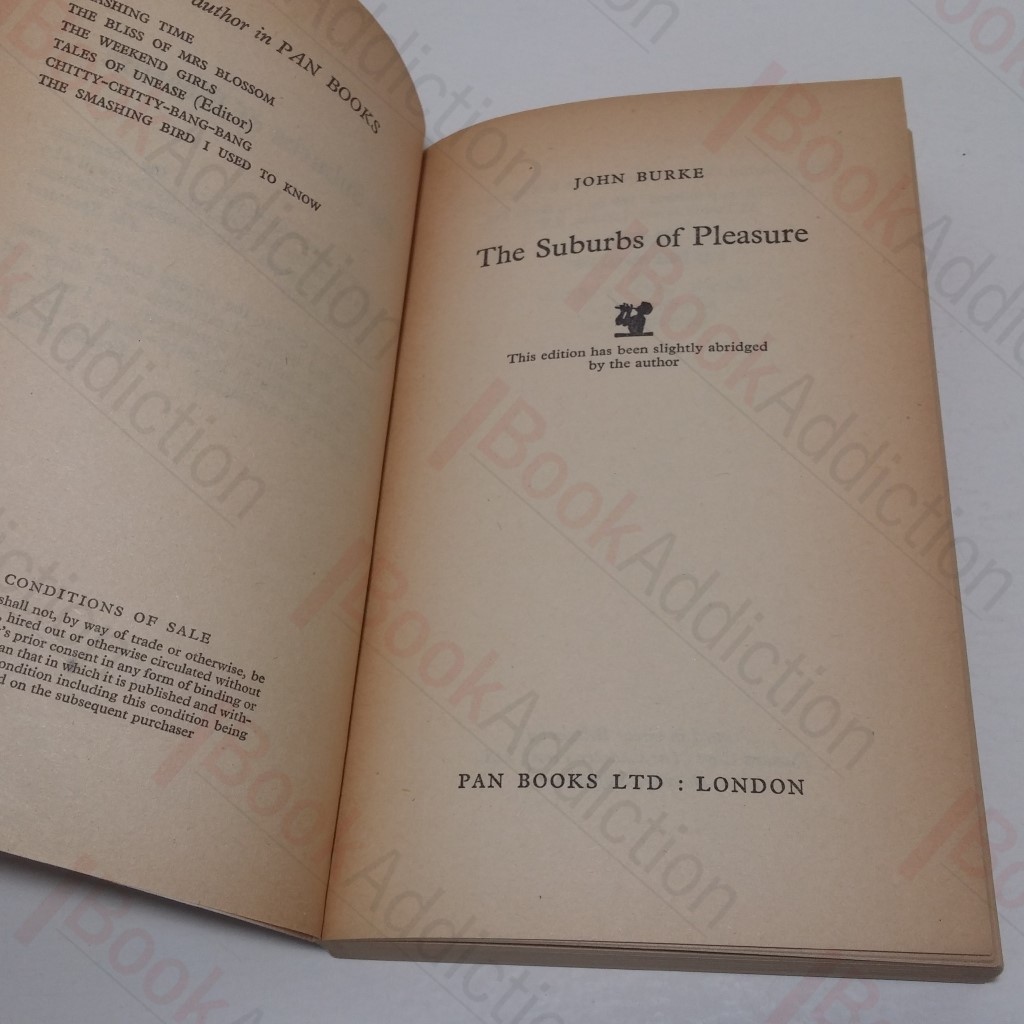 author in PAN BOOKS
THE BLISS OF MRS BLOSSOM
THE WEEKEND GIRLS
TALES OF UNEASE (Editor)
CHITTY-CHITTY-BANG-BANG
THE SMASHING BIRD I USED TO KNOW
CONDITIONS OF SALE
shall not, by way of trade or otherwise, be
hired out or otherwise circulated without
's prior consent in any form of binding or
an that in which it is published and with-
ondition including this condition being
d on the subsequent purchaser
JOHN BURKE
The Suburbs of Pleasure
This edition has been slightly abridged
by the author
PAN BOOKS LTD : LONDON
BookAddiction